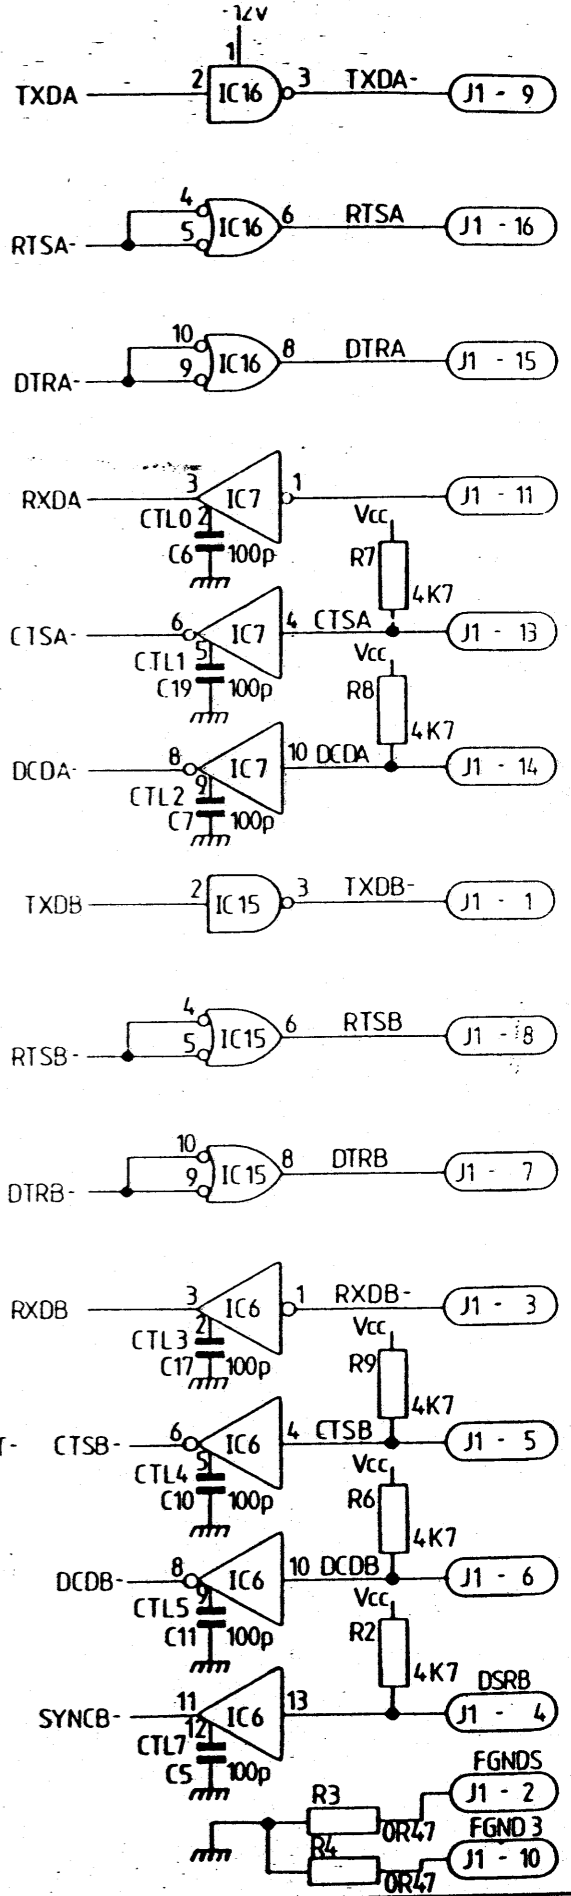 -12V
1
TXDA 2 IC16 3 TXDA- J1 - 9
4
RTSA- 5 IC16 6 RTSA J1 - 16
10
DTRA- 9 IC16 8 DTRA J1 - 15
RXDA 3 IC7 1 J1 - 11
CTL0 2 Vcc
C6 100p R7 4K7
CTSA- 6 IC7 4 CTSA J1 - 13
CTL1 5 Vcc
C19 100p R8 4K7
DCDA- 8 IC7 10 DCDA J1 - 14
CTL2 9
C7 100p
TXDB 2 IC15 3 TXDB- J1 - 1
4
RTSB- 5 IC15 6 RTSB J1 - 8
10
DTRB- 9 IC15 8 DTRB J1 - 7
RXDB 3 IC6 1 RXDB- J1 - 3
CTL3 2 Vcc
C17 100p R9 4K7
T- CTSB- 6 IC6 4 CTSB J1 - 5
CTL4 5 Vcc
C10 100p R6 4K7
DCDB- 8 IC6 10 DCDB J1 - 6
CTL5 9 Vcc
C11 100p R2 4K7
DSRB
SYNCB- 11 IC6 13 J1 - 4
CTL7 12
C5 100p
FGNDS
R3 0R47 J1 - 2
FGND3
R4 0R47 J1 - 10